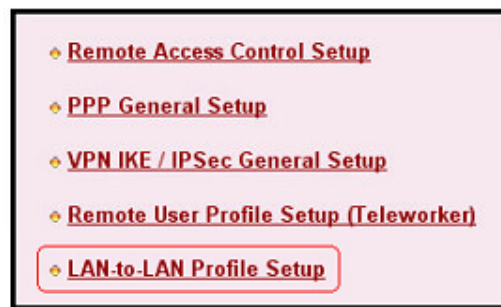 Remote Access Control Setup
PPP General Setup
VPN IKE / IPSec General Setup
Remote User Profile Setup (Teleworker)
LAN-to-LAN Profile Setup